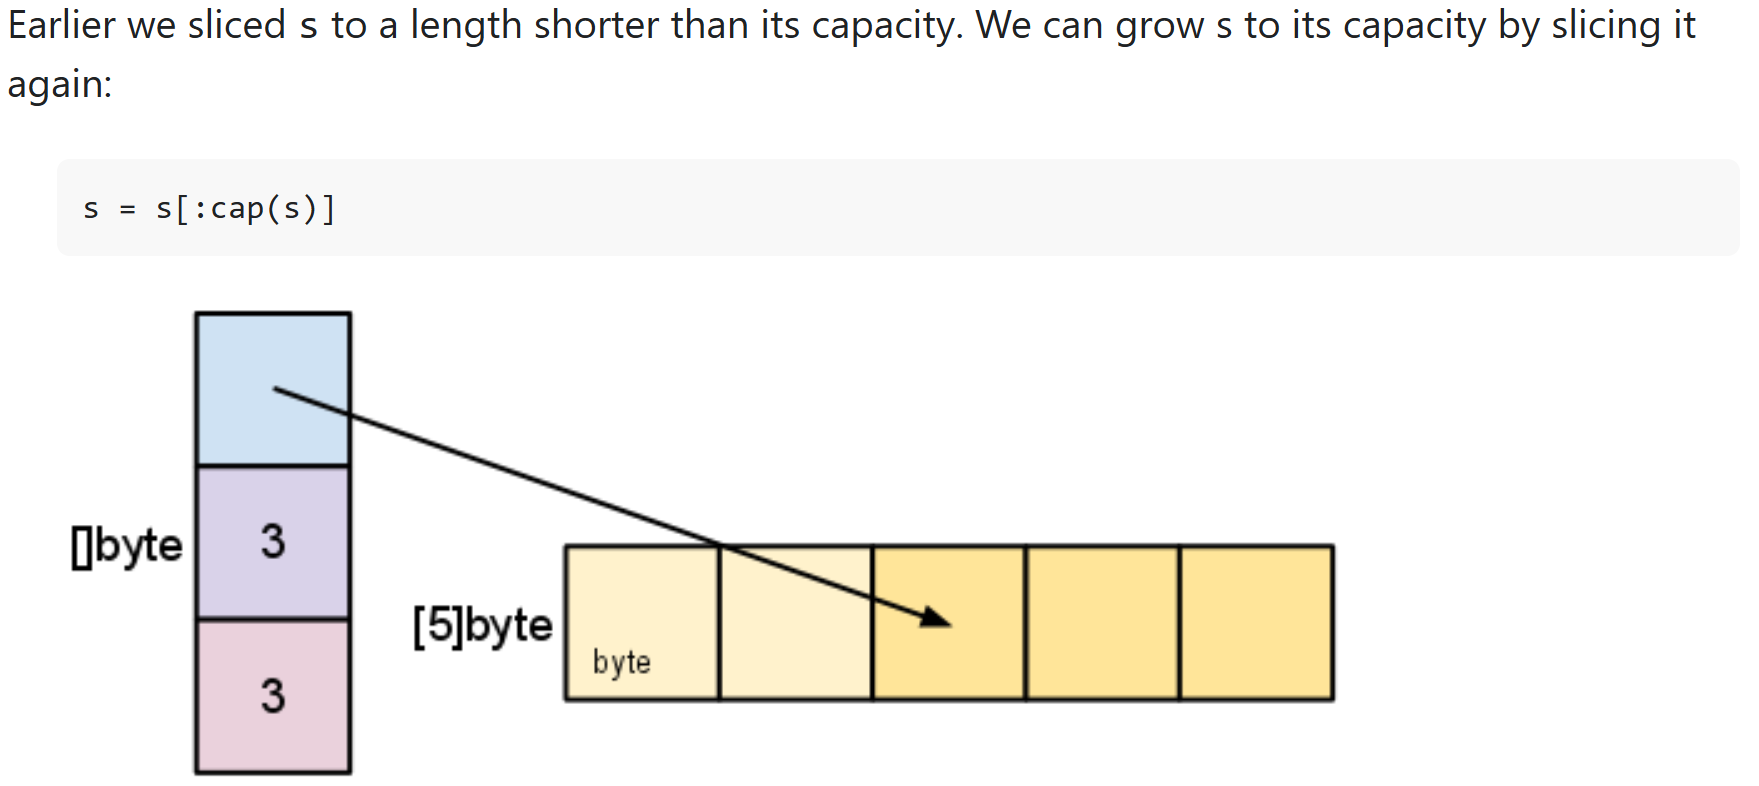 Earlier we sliced s to a length shorter than its capacity. We can grow s to its capacity by slicing it
again:
s = s[:cap(s)]
[]byte
3
3
[5]byte
byte